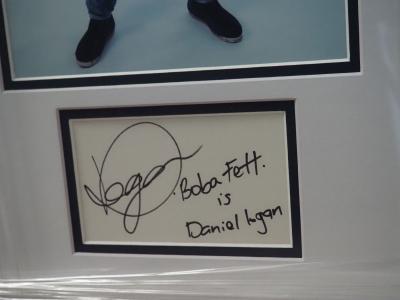 Logan
Boba Fett.
is
Daniel logan